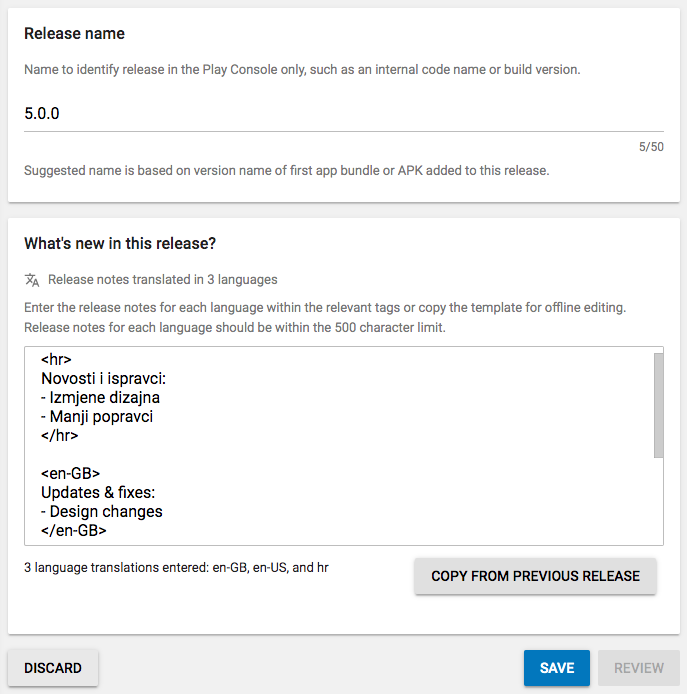 Release name
Name to identify release in the Play Console only, such as an internal code name or build version.
5.0.0
5/50
Suggested name is based on version name of first app bundle or APK added to this release.
What's new in this release?
Release notes translated in 3 languages
Enter the release notes for each language within the relevant tags or copy the template for offline editing.
Release notes for each language should be within the 500 character limit.
<hr>
Novosti i ispravci:
- Izmjene dizajna
- Manji popravci
</hr>
<en-GB>
Updates & fixes:
- Design changes
</en-GB>
3 language translations entered: en-GB, en-US, and hr
COPY FROM PREVIOUS RELEASE
DISCARD
SAVE
REVIEW